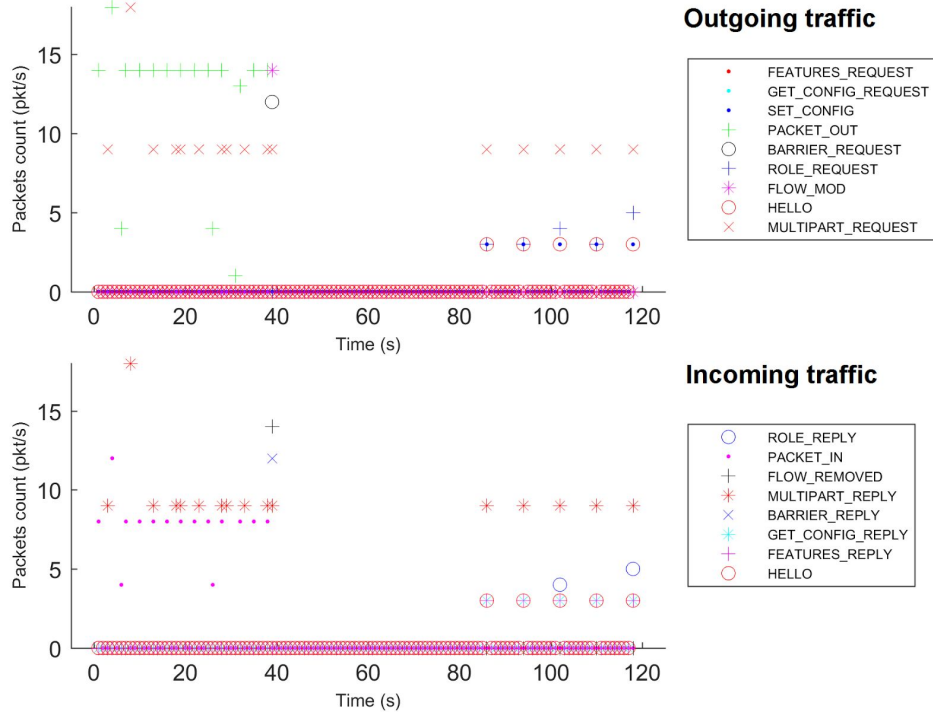 Outgoing traffic
15
10
5
0
Packets count (pkt/s)
0 20 40 60 80 100 120
Time (s)
FEATURES_REQUEST
GET_CONFIG_REQUEST
SET_CONFIG
PACKET_OUT
BARRIER_REQUEST
ROLE_REQUEST
FLOW_MOD
HELLO
MULTIPART_REQUEST
Incoming traffic
15
10
5
0
Packets count (pkt/s)
0 20 40 60 80 100 120
Time (s)
ROLE_REPLY
PACKET_IN
FLOW_REMOVED
MULTIPART_REPLY
BARRIER_REPLY
GET_CONFIG_REPLY
FEATURES_REPLY
HELLO